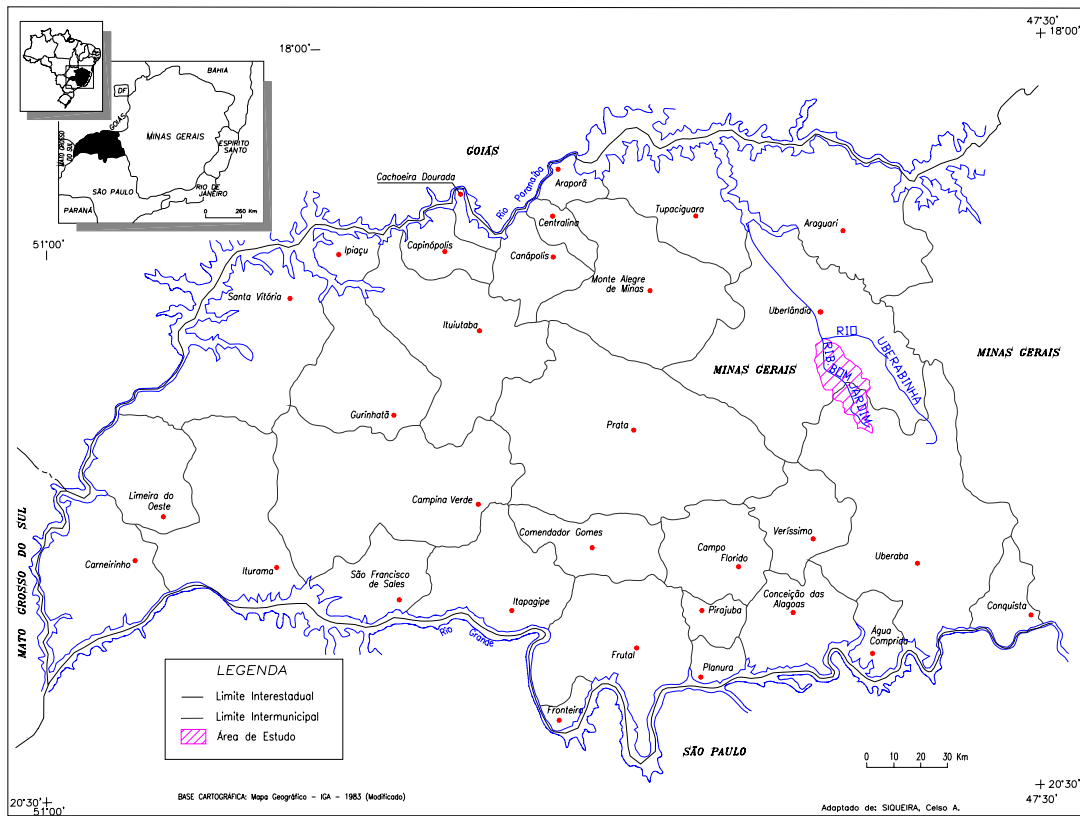 47°30'
18°00'
18°00'
BAHIA
DF
GOIÁS
MATO GROSSO
DO SUL
MINAS GERAIS
ESPIRITO
SANTO
SÃO PAULO
RIO DE
JANEIRO
PARANÁ
0 260 Km
GOIÁS
Cachoeira Dourada
Rio Paranaíba
Araporã
Centralina
Tupaciguara
Araguari
51°00'
Ipiaçu
Capinópolis
Canápolis
Monte Alegre
de Minas
Santa Vitória
Ituiutaba
Uberlândia
RIO
UBERABINHA
RIB. BOM JARDIM
MINAS GERAIS
MINAS GERAIS
Gurinhatã
Prata
Limeira do
Oeste
Campina Verde
Comendador Gomes
Veríssimo
Campo
Florido
Uberaba
MATO GROSSO DO SUL
Carneirinho
Iturama
São Francisco
de Sales
Itapagipe
Pirajuba
Conceição das
Alagoas
Conquista
Rio Grande
Frutal
Água
Comprida
Planura
Fronteira
LEGENDA
Limite Interestadual
Limite Intermunicipal
Área de Estudo
SÃO PAULO
0 10 20 30 Km
20°30'
51°00'
20°30'
47°30'
BASE CARTOGRÁFICA: Mapa Geográfico - IGA - 1983 (Modificado)
Adaptado de: SIQUEIRA, Celso A.